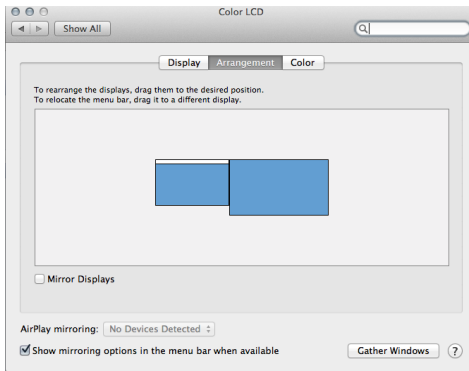 Color LCD
Show All
Display Arrangement Color
To rearrange the displays, drag them to the desired position.
To relocate the menu bar, drag it to a different display.
Mirror Displays
AirPlay mirroring: No Devices Detected
Show mirroring options in the menu bar when available
Gather Windows ?